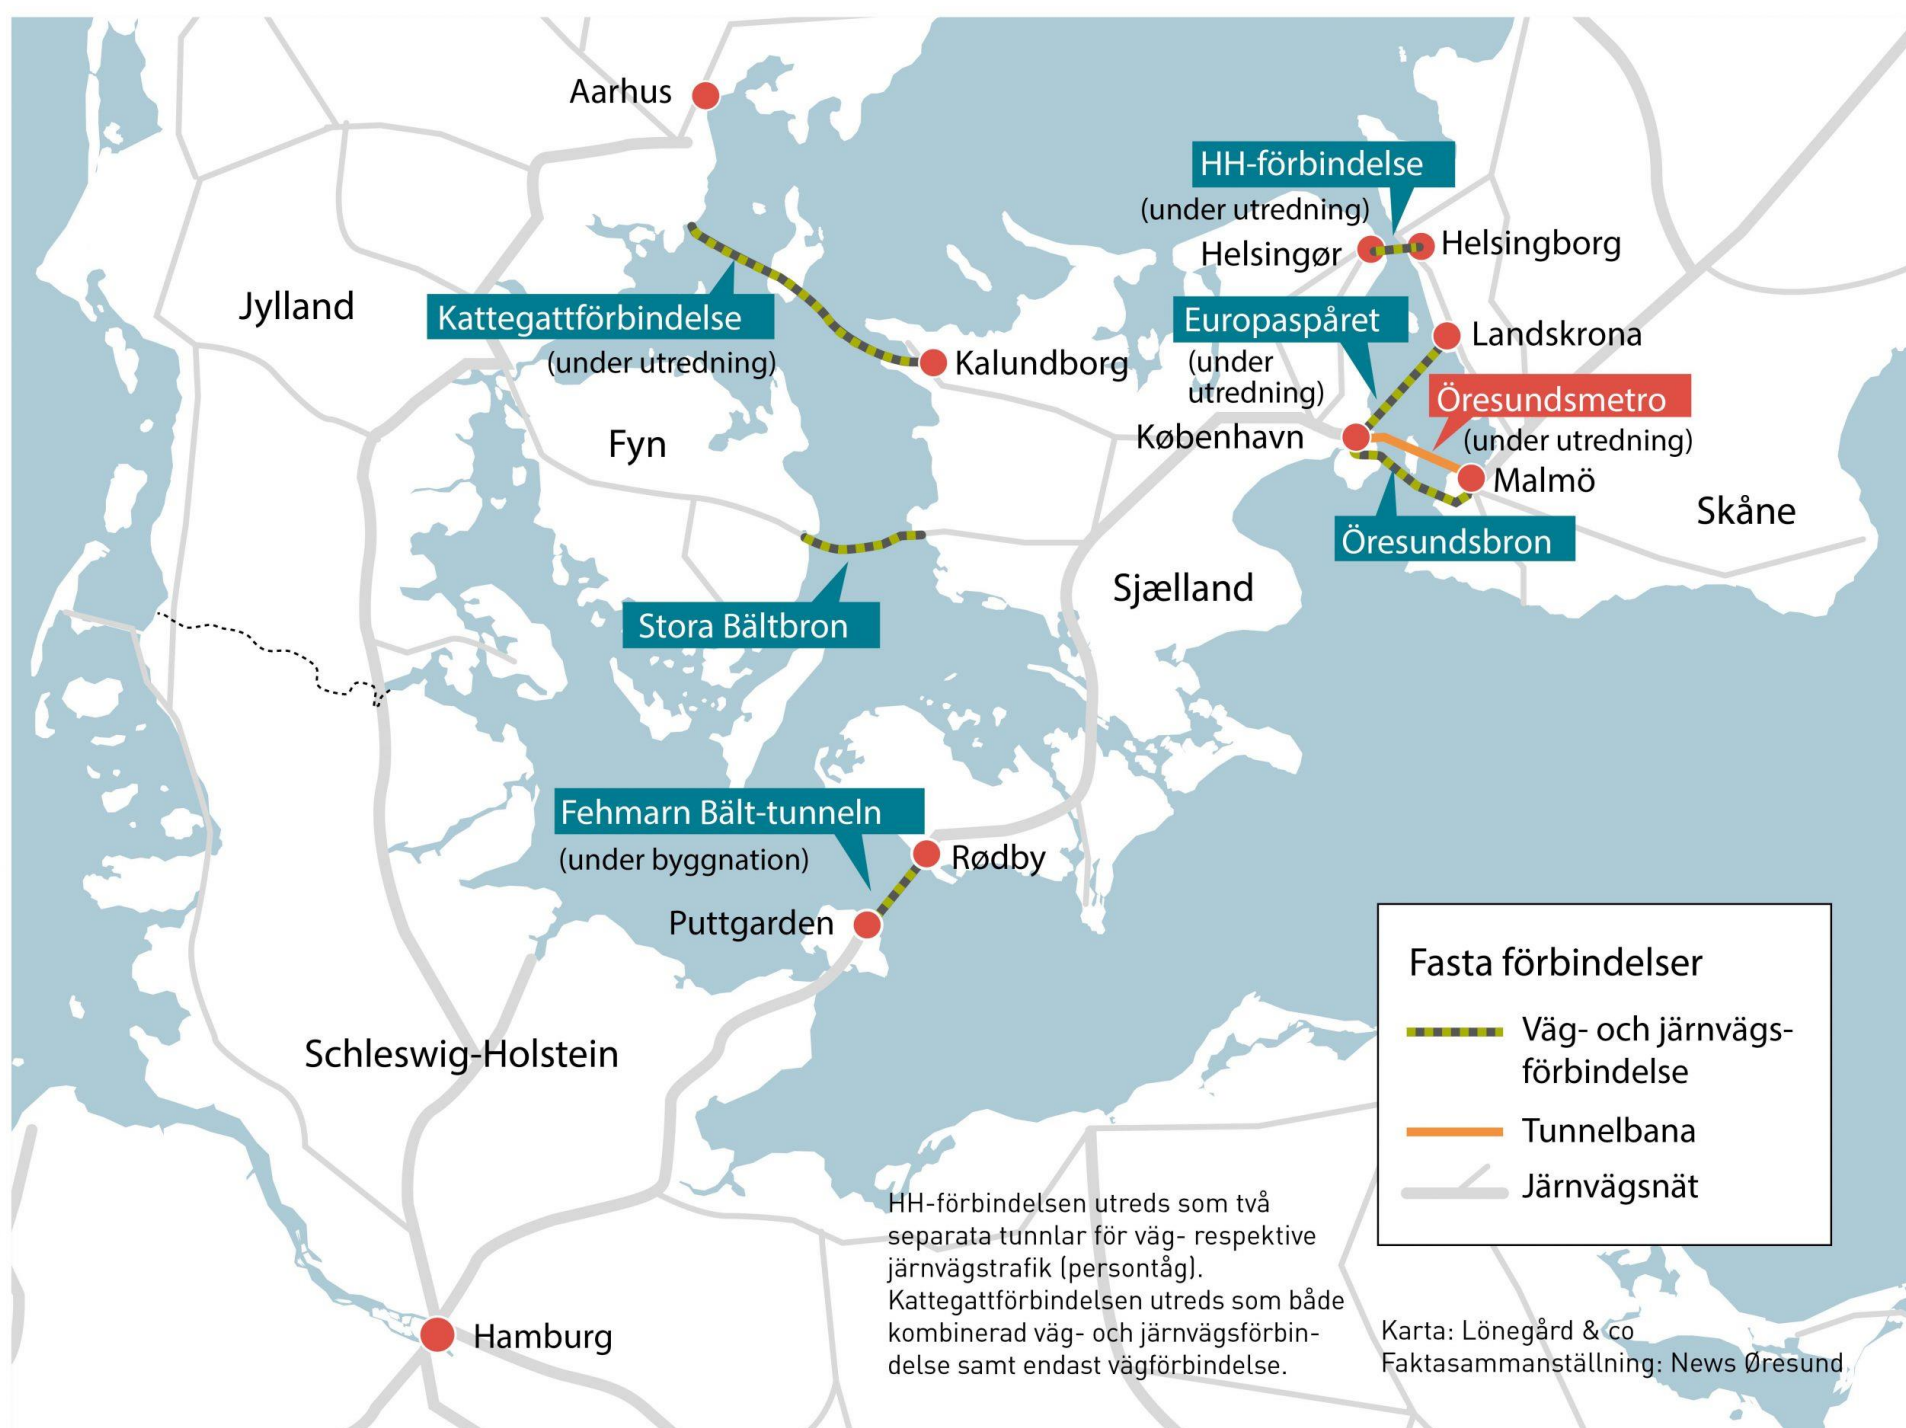 Aarhus
HH-förbindelse
(under utredning)
Helsingør
Helsingborg
Jylland
Kattegattförbindelse
(under utredning)
Kalundborg
Europaspåret
(under
utredning)
Landskrona
Öresundsmetro
(under utredning)
København
Malmö
Fyn
Skåne
Öresundsbron
Sjælland
Stora Bältbron
Fehmarn Bält-tunneln
(under byggnation)
Rødby
Puttgarden
Schleswig-Holstein
Hamburg
Fasta förbindelser
Väg- och järnvägs-
förbindelse
Tunnelbana
Järnvägsnät
HH-förbindelsen utreds som två
separata tunnlar för väg- respektive
järnvägstrafik (persontåg).
Kattegattförbindelsen utreds som både
kombinerad väg- och järnvägsförbin-
delse samt endast vägförbindelse.
Karta: Lönegård & co
Faktasammanställning: News Øresund